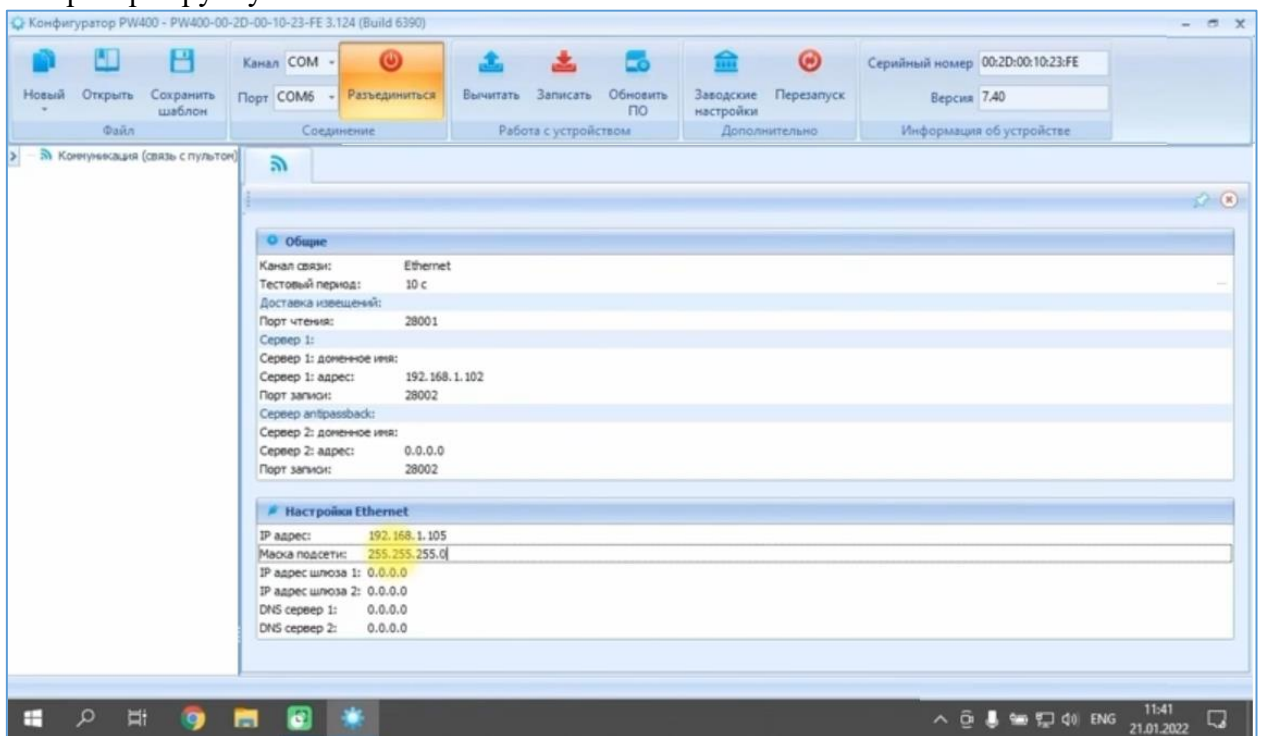 Конфигуратор PW400 - PW400-00-2D-00-10-23-FE 3.124 (Build 6390)
Новый
Открыть
Сохранить шаблон
Файл
Канал COM
Порт COM6
Разъединиться
Соединение
Вычитать
Записать
Обновить ПО
Работа с устройством
Заводские настройки
Перезапуск
Дополнительно
Серийный номер 00:2D:00:10:23:FE
Версия 7.40
Информация об устройстве
Коммуникация (связь с пультом)
Общие
Канал связи: Ethernet
Тестовый период: 10 с
Доставка извещений:
Порт чтения: 28001
Сервер 1:
Сервер 1: доменное имя:
Сервер 1: адрес: 192.168.1.102
Порт записи: 28002
Сервер antipassback:
Сервер 2: доменное имя:
Сервер 2: адрес: 0.0.0.0
Порт записи: 28002
Настройки Ethernet
IP адрес: 192.168.1.105
Маска подсети: 255.255.255.0
IP адрес шлюза 1: 0.0.0.0
IP адрес шлюза 2: 0.0.0.0
DNS сервер 1: 0.0.0.0
DNS сервер 2: 0.0.0.0
ENG
11:41
21.01.2022